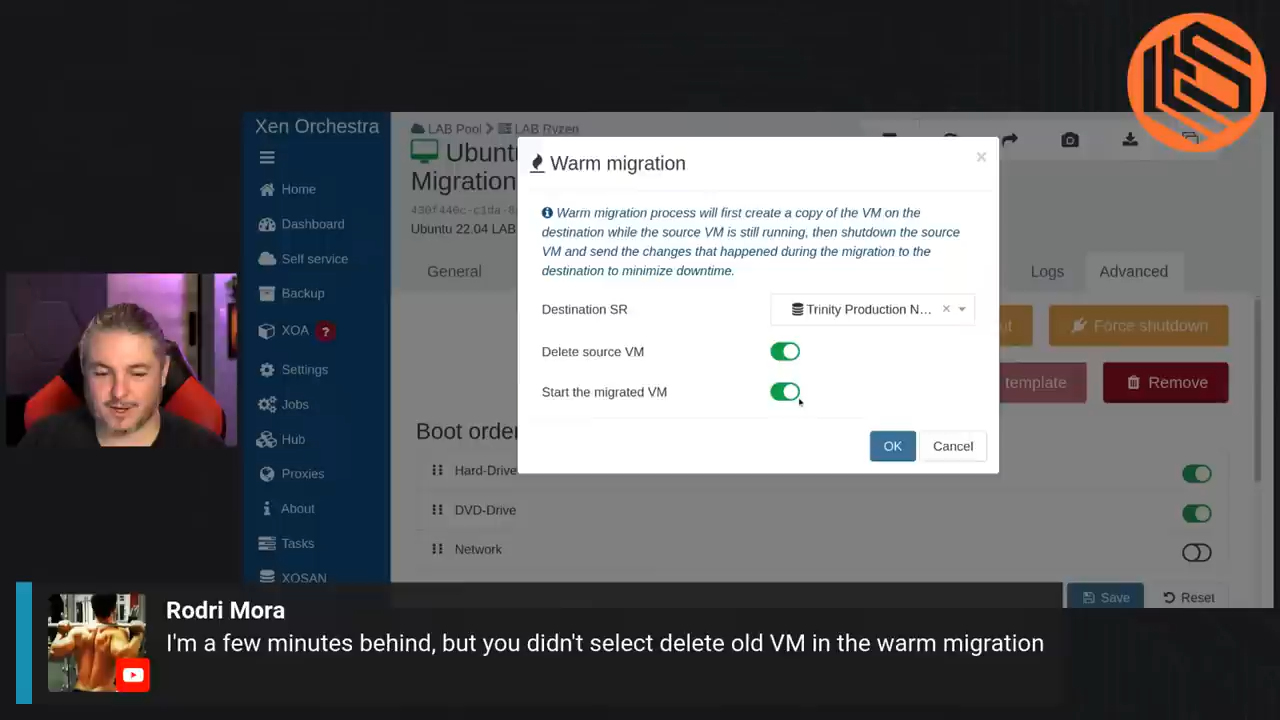 Xen Orchestra
Home
Dashboard
Self service
Backup
XOA ?
Settings
Jobs
Hub
Proxies
About
Tasks
XOSAN
LAB Pool LAB Ryzen
Ubuntu
Migration
Ubuntu 22.04 LAB
General
Logs
Advanced
Force shutdown
template
Remove
Warm migration
Warm migration process will first create a copy of the VM on the
destination while the source VM is still running, then shutdown the source
VM and send the changes that happened during the migration to the
destination to minimize downtime.
Destination SR
Trinity Production N...
Delete source VM
Start the migrated VM
OK
Cancel
Boot order
Hard-Drive
DVD-Drive
Network
Save
Reset
Rodri Mora
I'm a few minutes behind, but you didn't select delete old VM in the warm migration